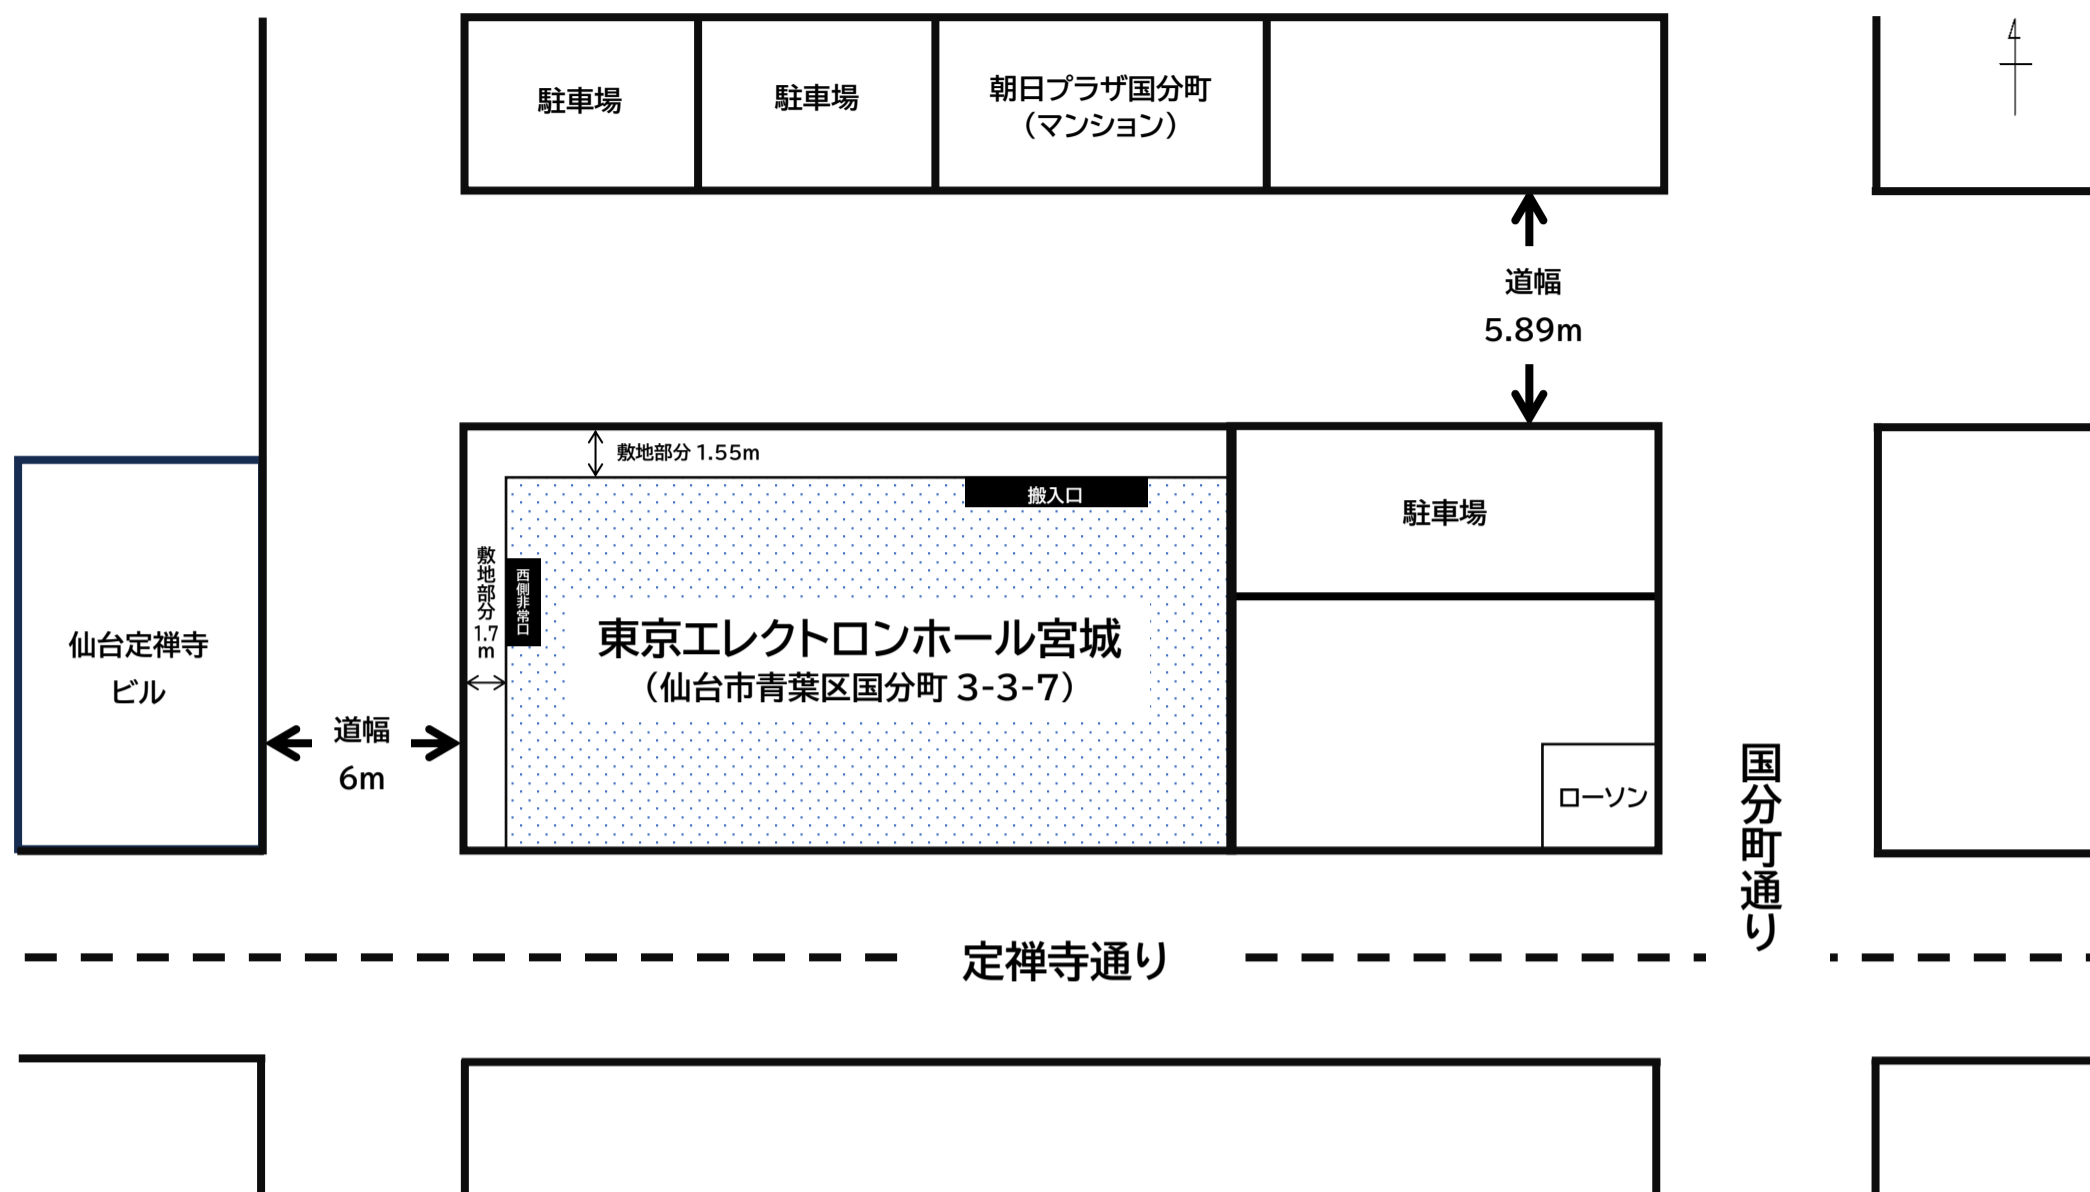 駐車場
駐車場
朝日プラザ国分町
（マンション）
道幅
5.89m
敷地部分 1.55m
搬入口
駐車場
敷地部分1.7m
西側非常口
東京エレクトロンホール宮城
（仙台市青葉区国分町 3-3-7）
仙台定禅寺
ビル
道幅
6m
ローソン
国分町通り
定禅寺通り